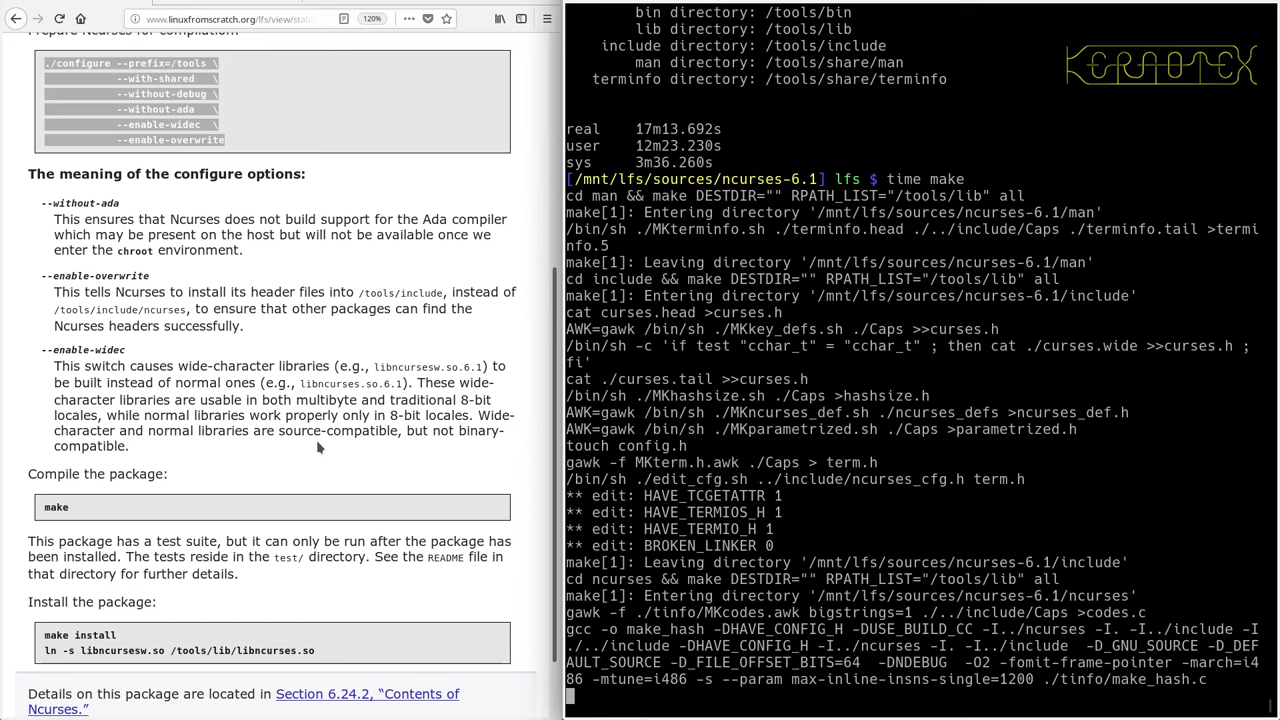 www.linuxfromscratch.org/lfs/view/stab
120%
Prepare Ncurses for compilation:
./configure --prefix=/tools \
--with-shared \
--without-debug \
--without-ada \
--enable-widec \
--enable-overwrite
The meaning of the configure options:
--without-ada
This ensures that Ncurses does not build support for the Ada compiler
which may be present on the host but will not be available once we
enter the chroot environment.
--enable-overwrite
This tells Ncurses to install its header files into /tools/include, instead of
/tools/include/ncurses, to ensure that other packages can find the
Ncurses headers successfully.
--enable-widec
This switch causes wide-character libraries (e.g., libncursesw.so.6.1) to
be built instead of normal ones (e.g., libncurses.so.6.1). These wide-
character libraries are usable in both multibyte and traditional 8-bit
locales, while normal libraries work properly only in 8-bit locales. Wide-
character and normal libraries are source-compatible, but not binary-
compatible.
Compile the package:
make
This package has a test suite, but it can only be run after the package has
been installed. The tests reside in the test/ directory. See the README file in
that directory for further details.
Install the package:
make install
ln -s libncursesw.so /tools/lib/libncurses.so
Details on this package are located in Section 6.24.2, “Contents of
Ncurses.”
bin directory: /tools/bin
lib directory: /tools/lib
include directory: /tools/include
man directory: /tools/share/man
terminfo directory: /tools/share/terminfo
KERAOTEX
real 17m13.692s
user 12m23.230s
sys 3m36.260s
[/mnt/lfs/sources/ncurses-6.1] lfs $ time make
cd man && make DESTDIR="" RPATH_LIST="/tools/lib" all
make[1]: Entering directory '/mnt/lfs/sources/ncurses-6.1/man'
/bin/sh ./MKterminfo.sh ./terminfo.head ./../include/Caps ./terminfo.tail >termi
nfo.5
make[1]: Leaving directory '/mnt/lfs/sources/ncurses-6.1/man'
cd include && make DESTDIR="" RPATH_LIST="/tools/lib" all
make[1]: Entering directory '/mnt/lfs/sources/ncurses-6.1/include'
cat curses.head >curses.h
AWK=gawk /bin/sh ./MKkey_defs.sh ./Caps >>curses.h
/bin/sh -c 'if test "cchar_t" = "cchar_t" ; then cat ./curses.wide >>curses.h ;
fi'
cat ./curses.tail >>curses.h
/bin/sh ./MKhashsize.sh ./Caps >hashsize.h
AWK=gawk /bin/sh ./MKncurses_def.sh ./ncurses_defs >ncurses_def.h
AWK=gawk /bin/sh ./MKparametrized.sh ./Caps >parametrized.h
touch config.h
gawk -f MKterm.h.awk ./Caps > term.h
/bin/sh ./edit_cfg.sh ../include/ncurses_cfg.h term.h
** edit: HAVE_TCGETATTR 1
** edit: HAVE_TERMIOS_H 1
** edit: HAVE_TERMIO_H 1
** edit: BROKEN_LINKER 0
make[1]: Leaving directory '/mnt/lfs/sources/ncurses-6.1/include'
cd ncurses && make DESTDIR="" RPATH_LIST="/tools/lib" all
make[1]: Entering directory '/mnt/lfs/sources/ncurses-6.1/ncurses'
gawk -f ./tinfo/MKcodes.awk bigstrings=1 ./../include/Caps >codes.c
gcc -o make_hash -DHAVE_CONFIG_H -DUSE_BUILD_CC -I../ncurses -I. -I../include -I
./../include -DHAVE_CONFIG_H -I../ncurses -I. -I../include -D_GNU_SOURCE -D_DEF
AULT_SOURCE -D_FILE_OFFSET_BITS=64 -DNDEBUG -O2 -fomit-frame-pointer -march=i4
86 -mtune=i486 -s --param max-inline-insns-single=1200 ./tinfo/make_hash.c